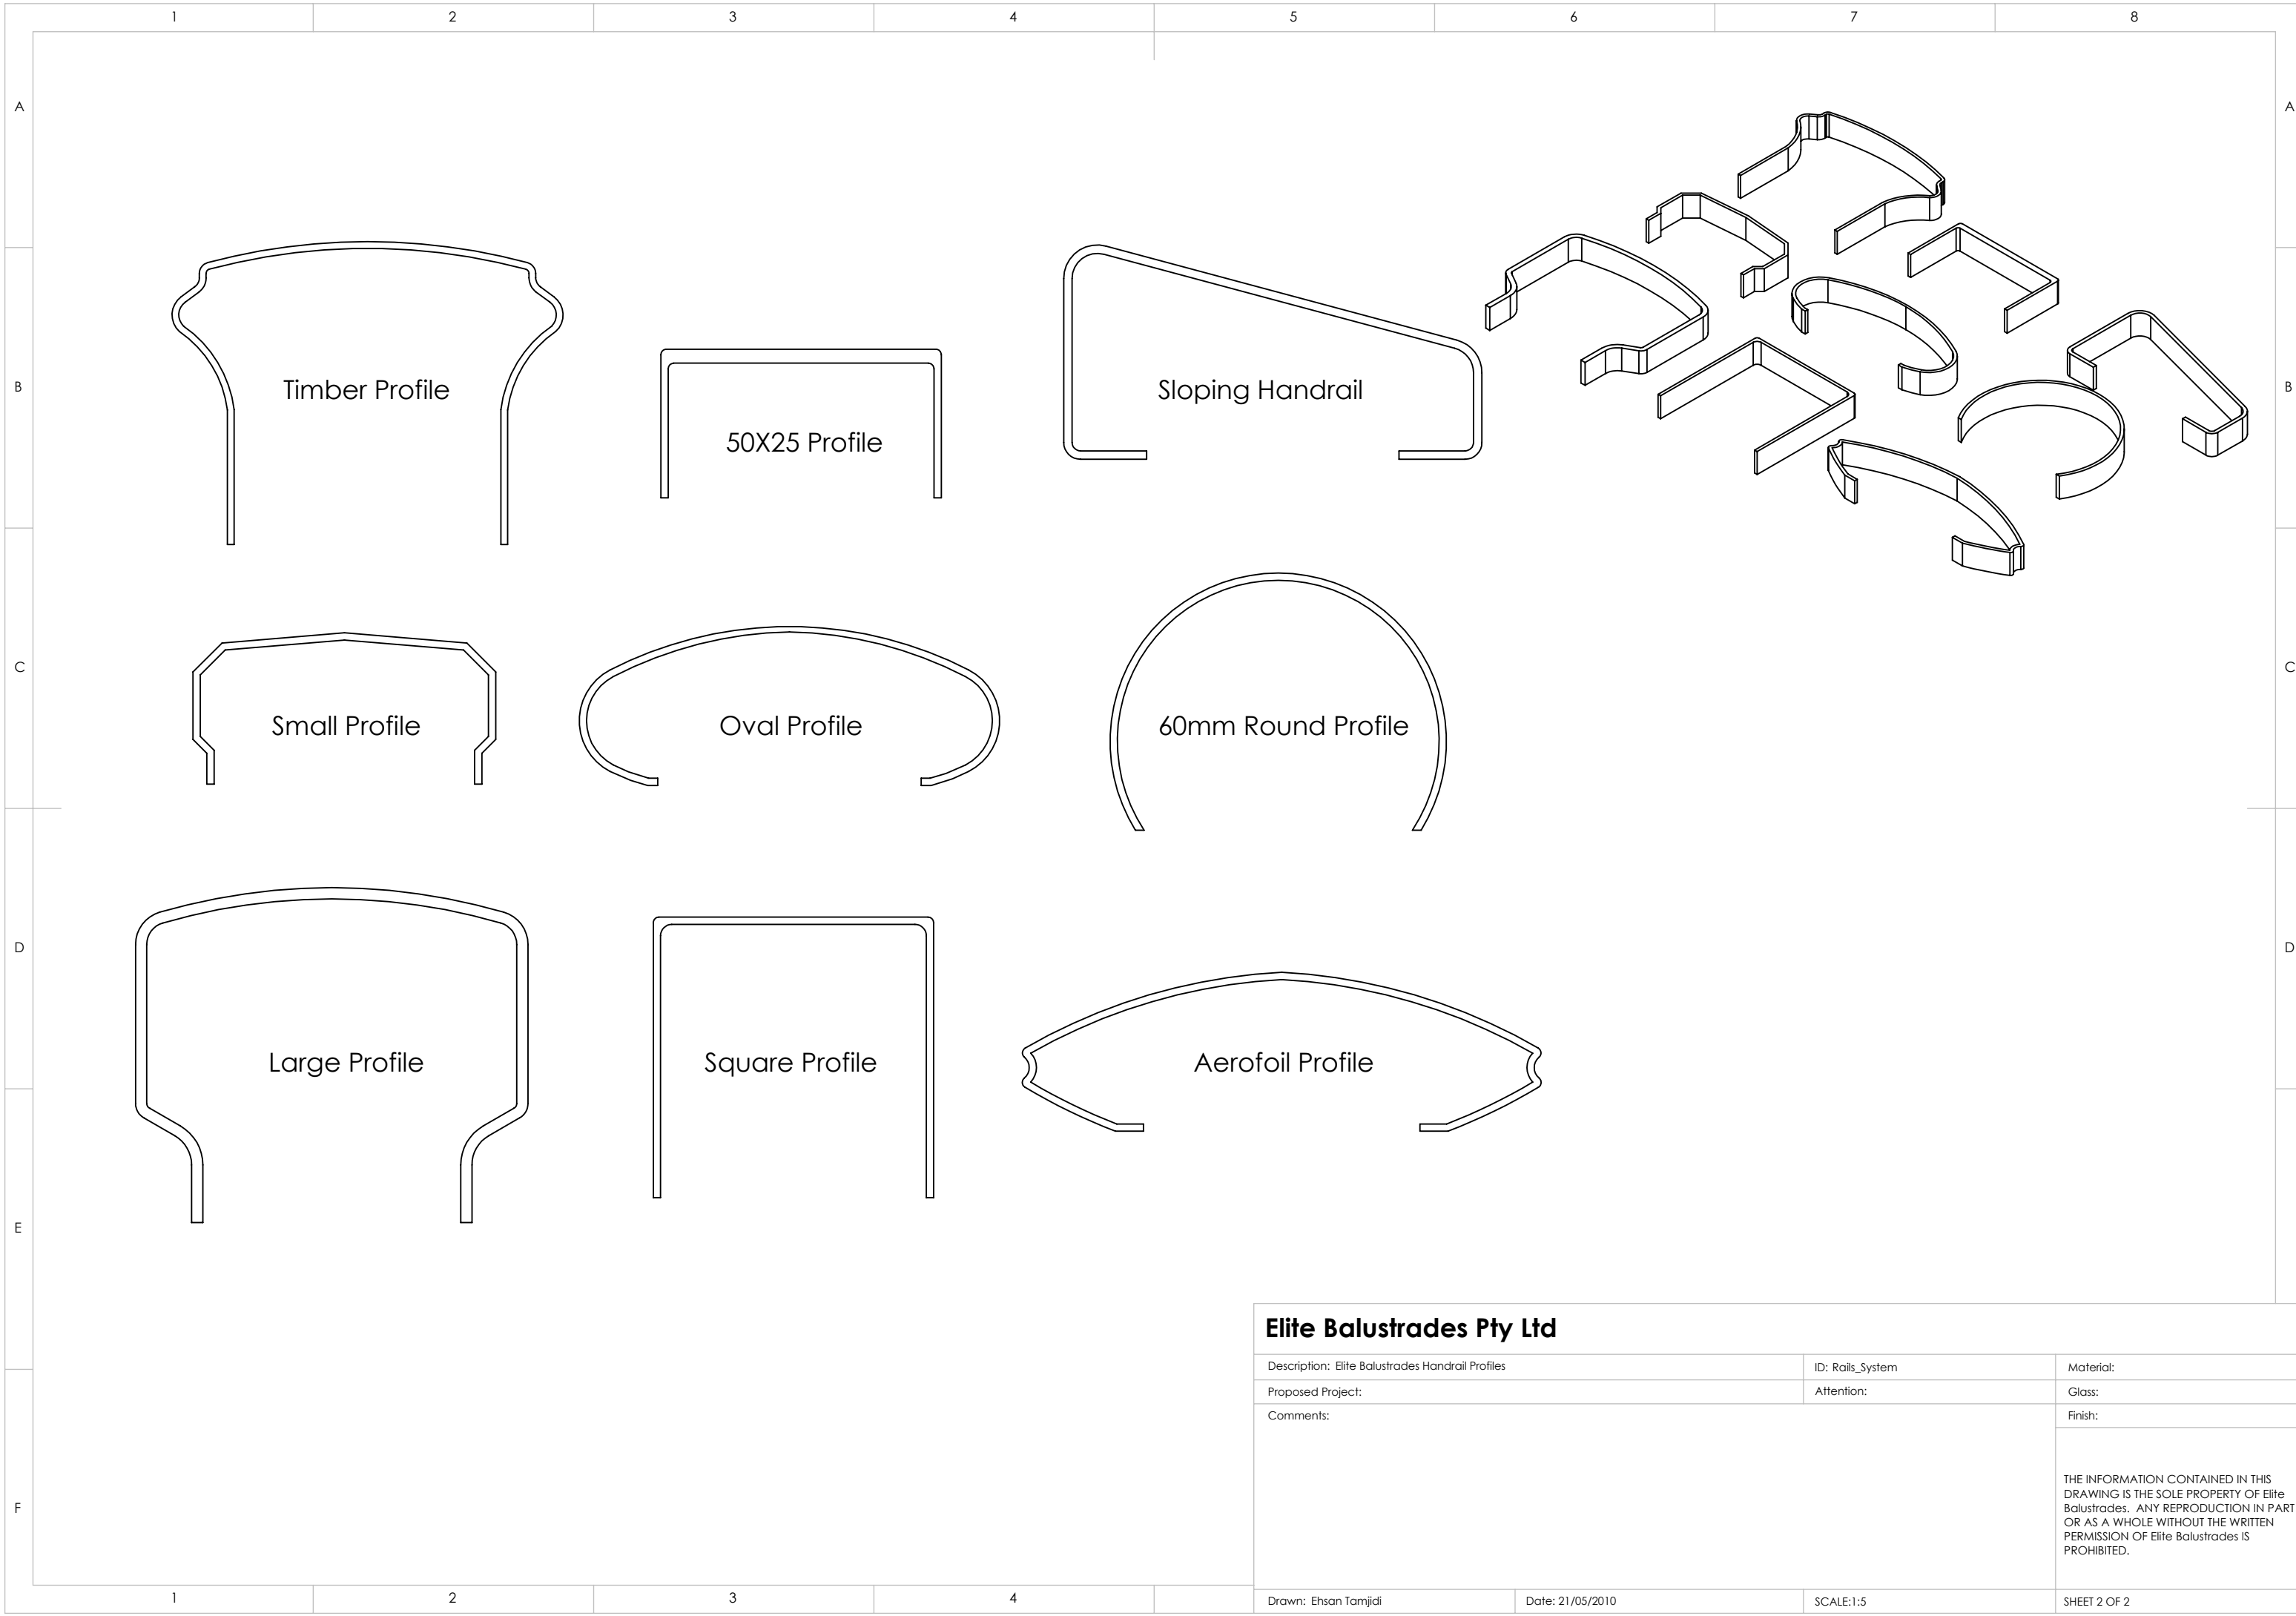 1 2 3 4 5 6 7 8
A A
Timber Profile
50X25 Profile
Sloping Handrail
B B
Small Profile
Oval Profile
60mm Round Profile
C C
Large Profile
Square Profile
Aerofoil Profile
D D
E
F
Elite Balustrades Pty Ltd
Description: Elite Balustrades Handrail Profiles
ID: Rails_System
Material:
Proposed Project:
Attention:
Glass:
Comments:
Finish:
THE INFORMATION CONTAINED IN THIS
DRAWING IS THE SOLE PROPERTY OF Elite
Balustrades. ANY REPRODUCTION IN PART
OR AS A WHOLE WITHOUT THE WRITTEN
PERMISSION OF Elite Balustrades IS
PROHIBITED.
Drawn: Ehsan Tamjidi
Date: 21/05/2010
SCALE:1:5
SHEET 2 OF 2
1 2 3 4